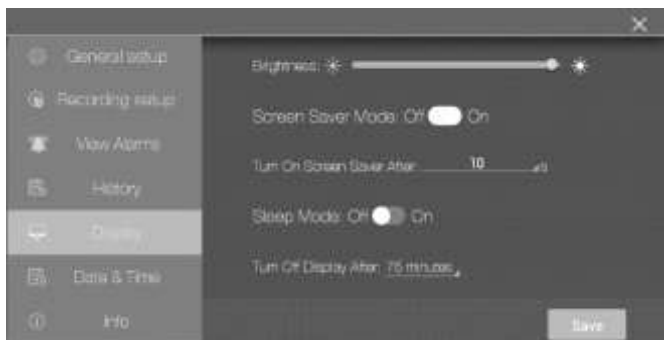 General setup
Recording setup
View Alarms
History
Display
Date & Time
Info
Brightness:
Screen Saver Mode: Off On
Turn On Screen Saver After 10
Sleep Mode: Off On
Turn Off Display After: 75 minutes
Save